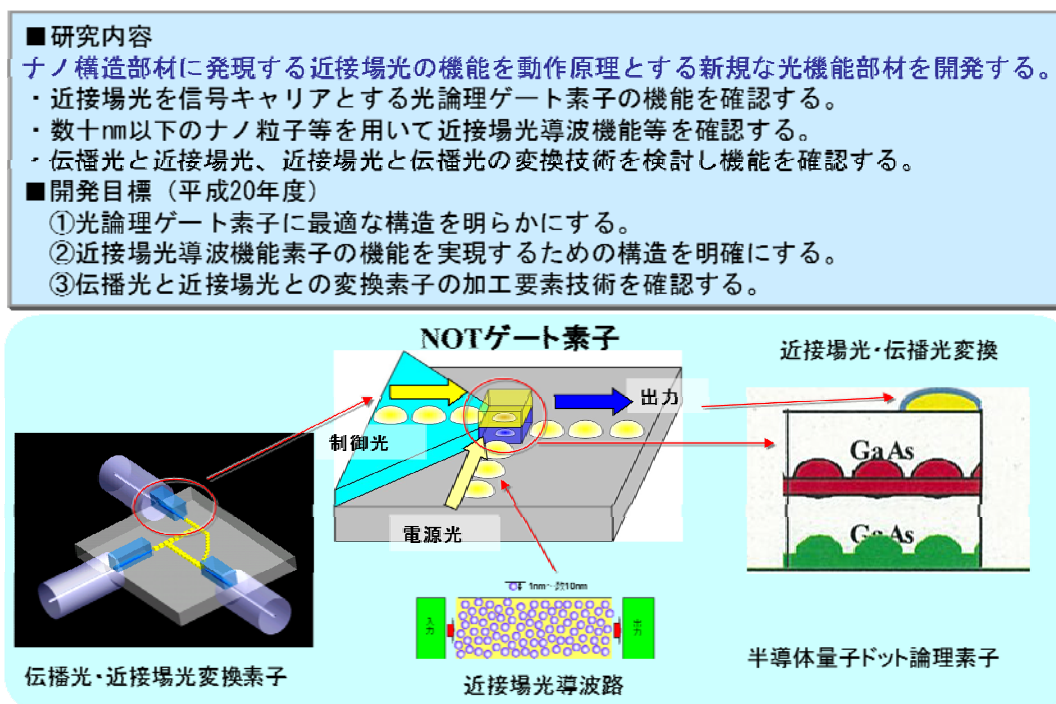 ■研究内容
ナノ構造部材に発現する近接場光の機能を動作原理とする新規な光機能部材を開発する。
・近接場光を信号キャリアとする光論理ゲート素子の機能を確認する。
・数十nm以下のナノ粒子等を用いて近接場光導波機能等を確認する。
・伝播光と近接場光、近接場光と伝播光の変換技術を検討し機能を確認する。
■開発目標（平成20年度）
①光論理ゲート素子に最適な構造を明らかにする。
②近接場光導波機能素子の機能を実現するための構造を明確にする。
③伝播光と近接場光との変換素子の加工要素技術を確認する。
NOTゲート素子
近接場光・伝播光変換
出力
制御光
GaAs
GaAs
電源光
1nm～数10nm
入力
出力
伝播光・近接場光変換素子
近接場光導波路
半導体量子ドット論理素子